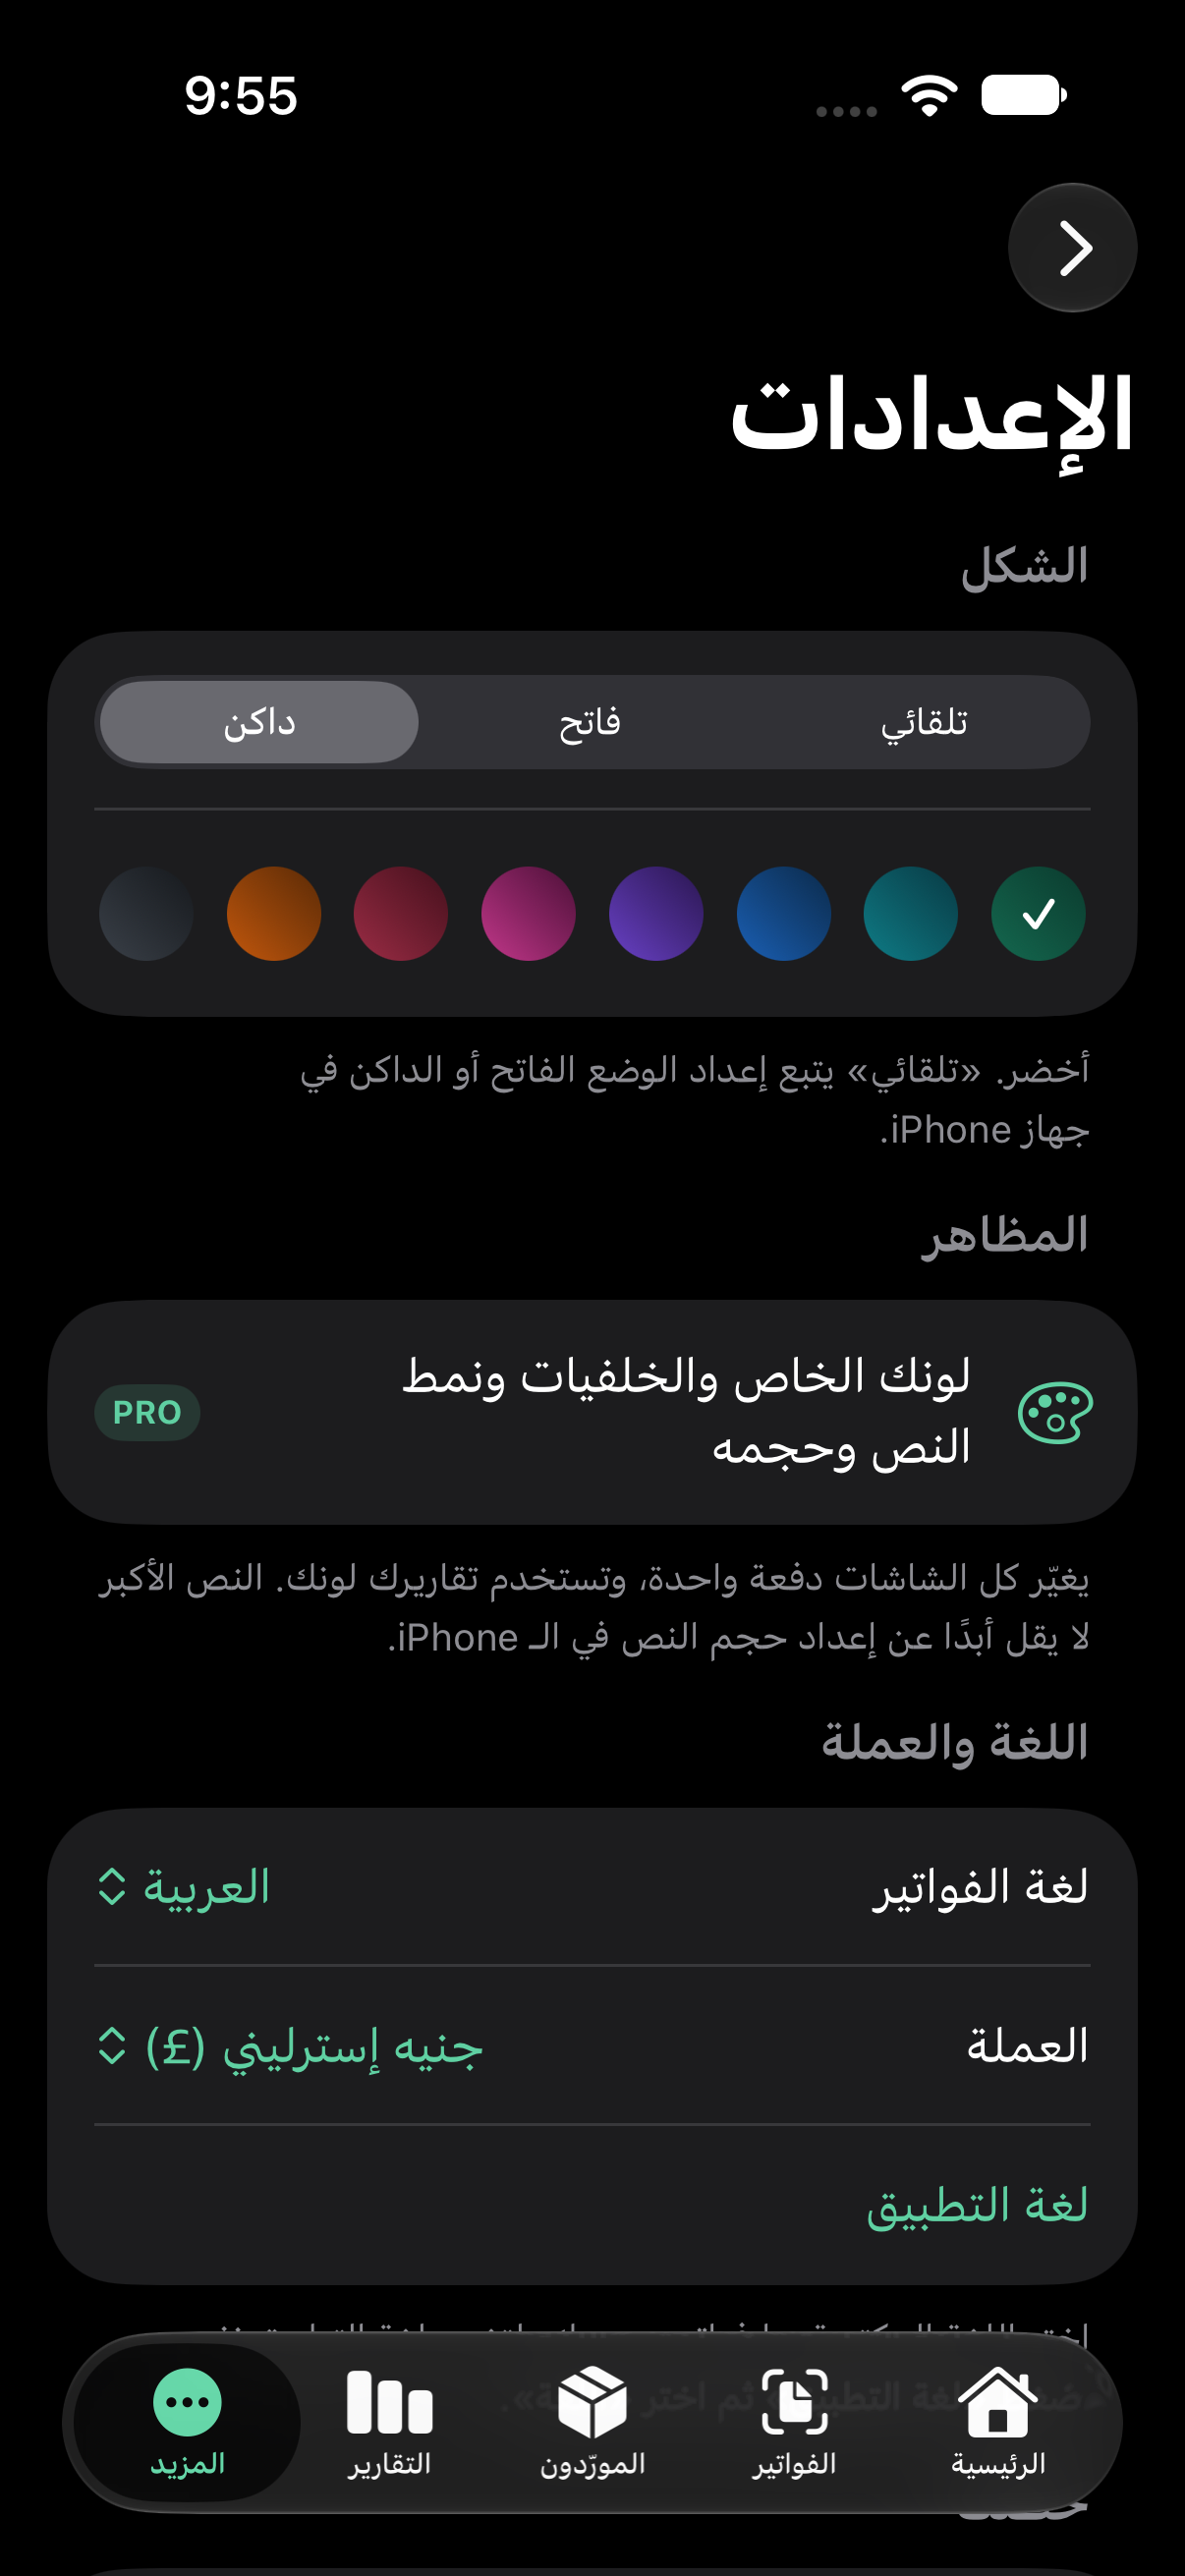 9:55
الإعدادات
الشكل
تلقائي
فاتح
داكن
أخضر. «تلقائي» يتبع إعداد الوضع الفاتح أو الداكن في
جهاز iPhone.
المظاهر
لونك الخاص والخلفيات ونمط
النص وحجمه
PRO
يغيّر كل الشاشات دفعة واحدة، وتستخدم تقاريرك لونك. النص الأكبر
لا يقل أبدًا عن إعداد حجم النص في الـ iPhone.
اللغة والعملة
لغة الفواتير
العربية
العملة
جنيه إسترليني (£)
لغة التطبيق
الرئيسية
الفواتير
المورّدون
التقارير
المزيد